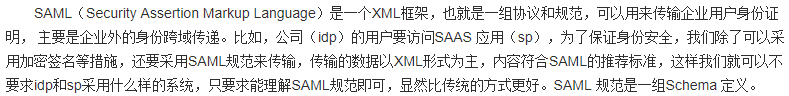 SAML（Security Assertion Markup Language）是一个XML框架，也就是一组协议和规范，可以用来传输企业用户身份证
明，主要是企业外的身份跨域传递。比如，公司（idp）的用户要访问SAAS 应用（sp），为了保证身份安全，我们除了可以采
用加密签名等措施，还要采用SAML规范来传输，传输的数据以XML形式为主，内容符合SAML的推荐标准，这样我们就可以不
要求idp和sp采用什么样的系统，只要求能理解SAML规范即可，显然比传统的方式更好。SAML 规范是一组Schema 定义。